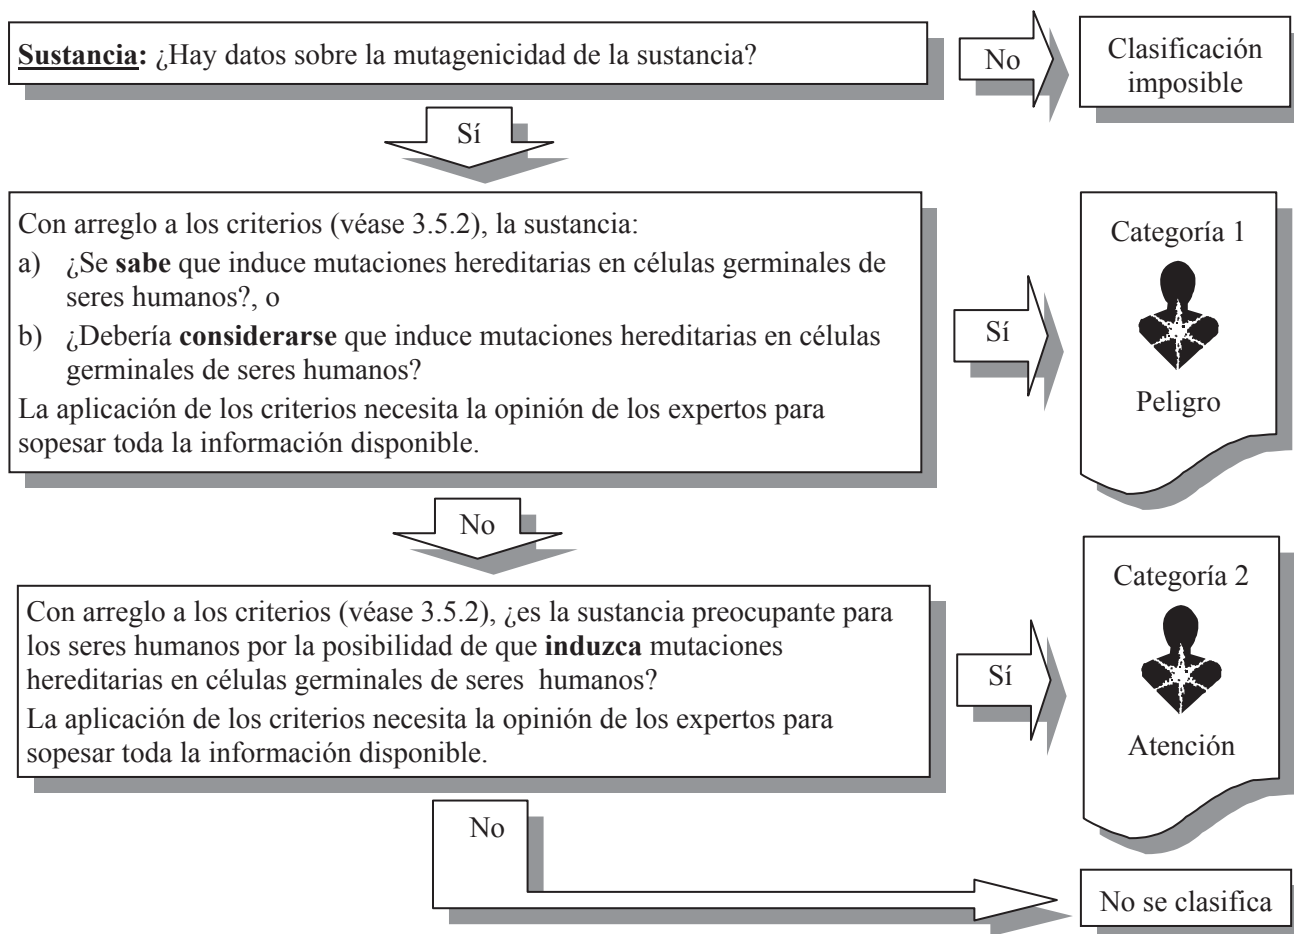 Sustancia: ¿Hay datos sobre la mutagenicidad de la sustancia?
No
Clasificación
imposible
Sí
Con arreglo a los criterios (véase 3.5.2), la sustancia:
a) ¿Se sabe que induce mutaciones hereditarias en células germinales de
seres humanos?, o
b) ¿Debería considerarse que induce mutaciones hereditarias en células
germinales de seres humanos?
La aplicación de los criterios necesita la opinión de los expertos para
sopesar toda la información disponible.
Sí
Categoría 1
Peligro
No
Con arreglo a los criterios (véase 3.5.2), ¿es la sustancia preocupante para
los seres humanos por la posibilidad de que induzca mutaciones
hereditarias en células germinales de seres humanos?
La aplicación de los criterios necesita la opinión de los expertos para
sopesar toda la información disponible.
Sí
Categoría 2
Atención
No
No se clasifica